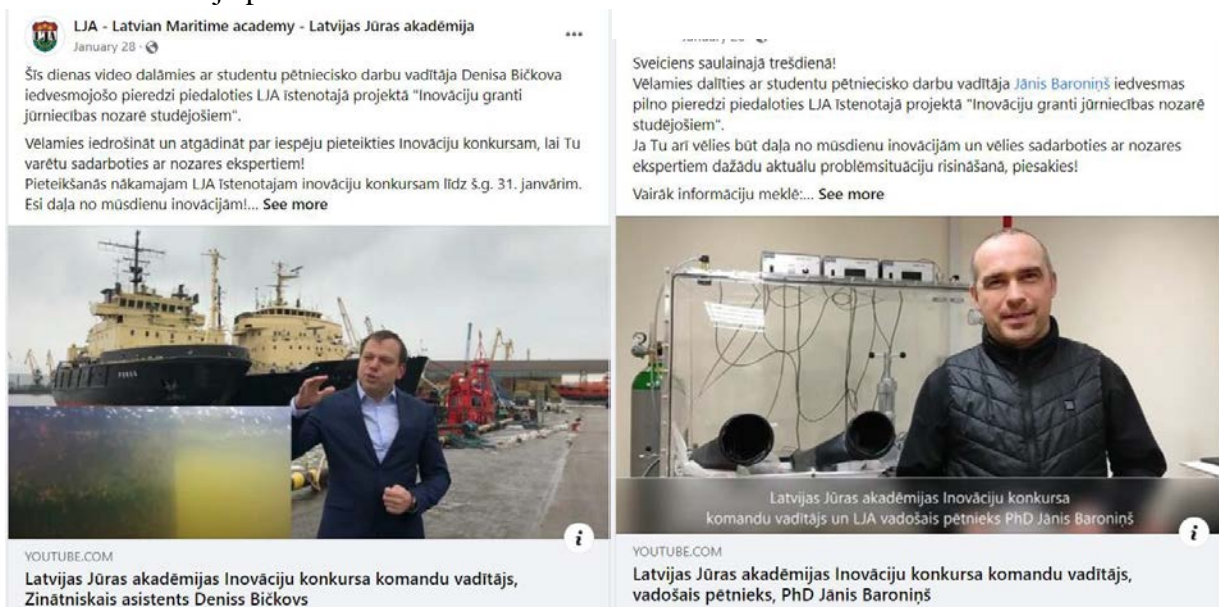 LJA - Latvian Maritime academy - Latvijas Jūras akadēmija
January 28
Šīs dienas video dalāmies ar studentu pētniecisko darbu vadītāja Denisa Bičkova
iedvesmojošo pieredzi piedaloties LJA īstenotajā projektā "Inovāciju granti
jūrniecības nozarē studējošiem".
Vēlamies iedrošināt un atgādināt par iespēju pieteikties Inovāciju konkursam, lai Tu
varētu sadarboties ar nozares ekspertiem!
Pieteikšanās nākamajam LJA īstenotajam inovāciju konkursam līdz š.g. 31. janvārim.
Esi daļa no mūsdienu inovācijām!... See more
YOUTUBE.COM
Latvijas Jūras akadēmijas Inovāciju konkursa komandu vadītājs,
Zinātniskais asistents Deniss Bičkovs
Sveiciens saulainajā trešdienā!
Vēlamies dalīties ar studentu pētniecisko darbu vadītāja Jānis Baroniņš iedvesmas
pilno pieredzi piedaloties LJA īstenotajā projektā "Inovāciju granti jūrniecības nozarē
studējošiem".
Ja Tu arī vēlies būt daļa no mūsdienu inovācijām un vēlies sadarboties ar nozares
ekspertiem dažādu aktuālu problēmsituāciju risināšanā, piesakies!
Vairāk informāciju meklē:... See more
Latvijas Jūras akadēmijas Inovāciju konkursa
komandu vadītājs un LJA vadošais pētnieks PhD Jānis Baroniņš
YOUTUBE.COM
Latvijas Jūras akadēmijas Inovāciju konkursa komandu vadītājs,
vadošais pētnieks, PhD Jānis Baroniņš